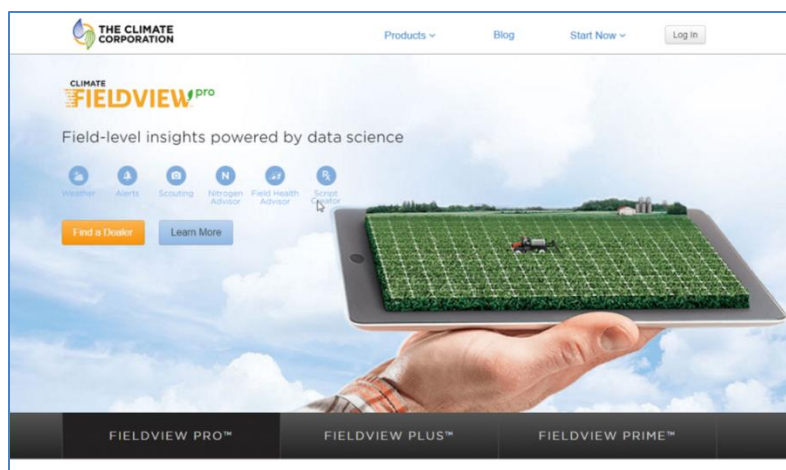 THE CLIMATE
CORPORATION
Products
Blog
Start Now
Log In
CLIMATE
FIELDVIEW pro
Field-level insights powered by data science
N
Rx
Weather
Alerts
Scouting
Nitrogen
Advisor
Field Health
Advisor
Script
Creator
Find a Dealer
Learn More
FIELDVIEW PRO™
FIELDVIEW PLUS™
FIELDVIEW PRIME™